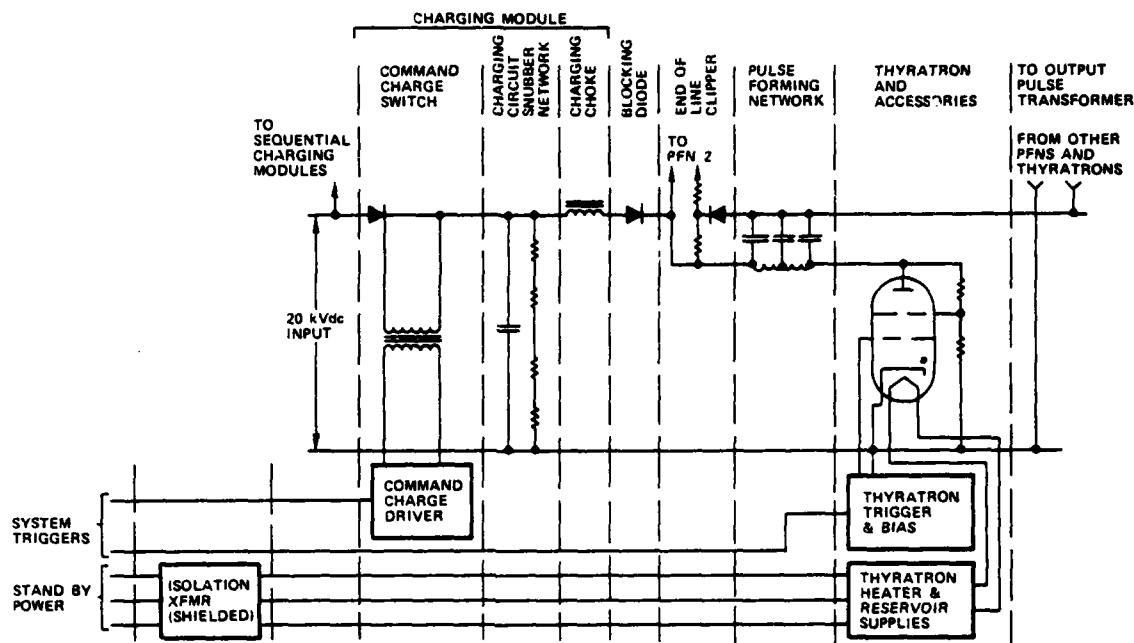 CHARGING MODULE
COMMAND
CHARGE
SWITCH
CHARGING
CIRCUIT
SNUBBER
NETWORK
CHARGING
CHOKE
BLOCKING
DIODE
END OF
LINE
CLIPPER
PULSE
FORMING
NETWORK
THYRATRON
AND
ACCESSORIES
TO OUTPUT
PULSE
TRANSFORMER
TO
SEQUENTIAL
CHARGING
MODULES
TO
PFN 2
FROM OTHER
PFNS AND
THYRATRONS
20 kVdc
INPUT
COMMAND
CHARGE
DRIVER
THYRATRON
TRIGGER
& BIAS
SYSTEM
TRIGGERS
STAND BY
POWER
ISOLATION
XFMR
(SHIELDED)
THYRATRON
HEATER &
RESERVOIR
SUPPLIES